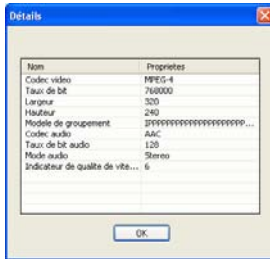 Détails
Nom Proprietes
Codec video MPEG-4
Taux de bit 768000
Largeur 320
Hauteur 240
Modele de groupement IPPPPPPPPPPPPPPPPPPPP...
Codec audio AAC
Taux de bit audio 128
Mode audio Stereo
Indicateur de qualite de vite... 6
OK